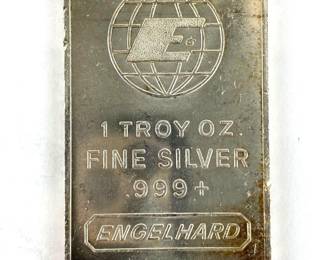 E
1 TROY OZ.
FINE SILVER
.999+
ENGELHARD